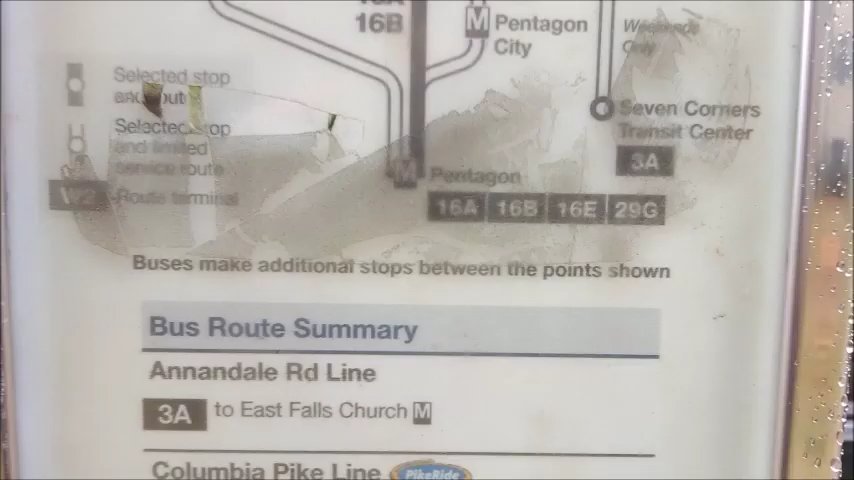 16B
M Pentagon
City
Weekends
Only
Selected stop
Selected stop
and limited
service route
Route terminal
Seven Corners
Transit Center
3A
M Pentagon
16A 16B 16E 29G
Buses make additional stops between the points shown
Bus Route Summary
Annandale Rd Line
3A to East Falls Church M
Columbia Pike Line PikeRide